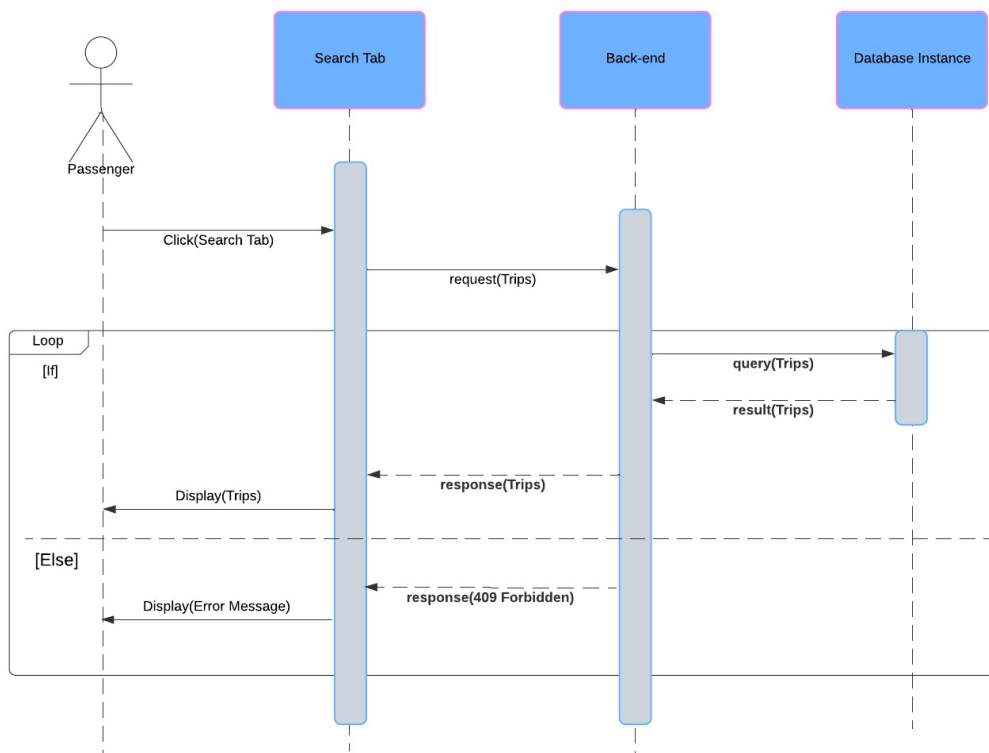 Search Tab
Back-end
Database Instance
Passenger
Click(Search Tab)
request(Trips)
Loop
[If]
query(Trips)
result(Trips)
response(Trips)
Display(Trips)
[Else]
response(409 Forbidden)
Display(Error Message)